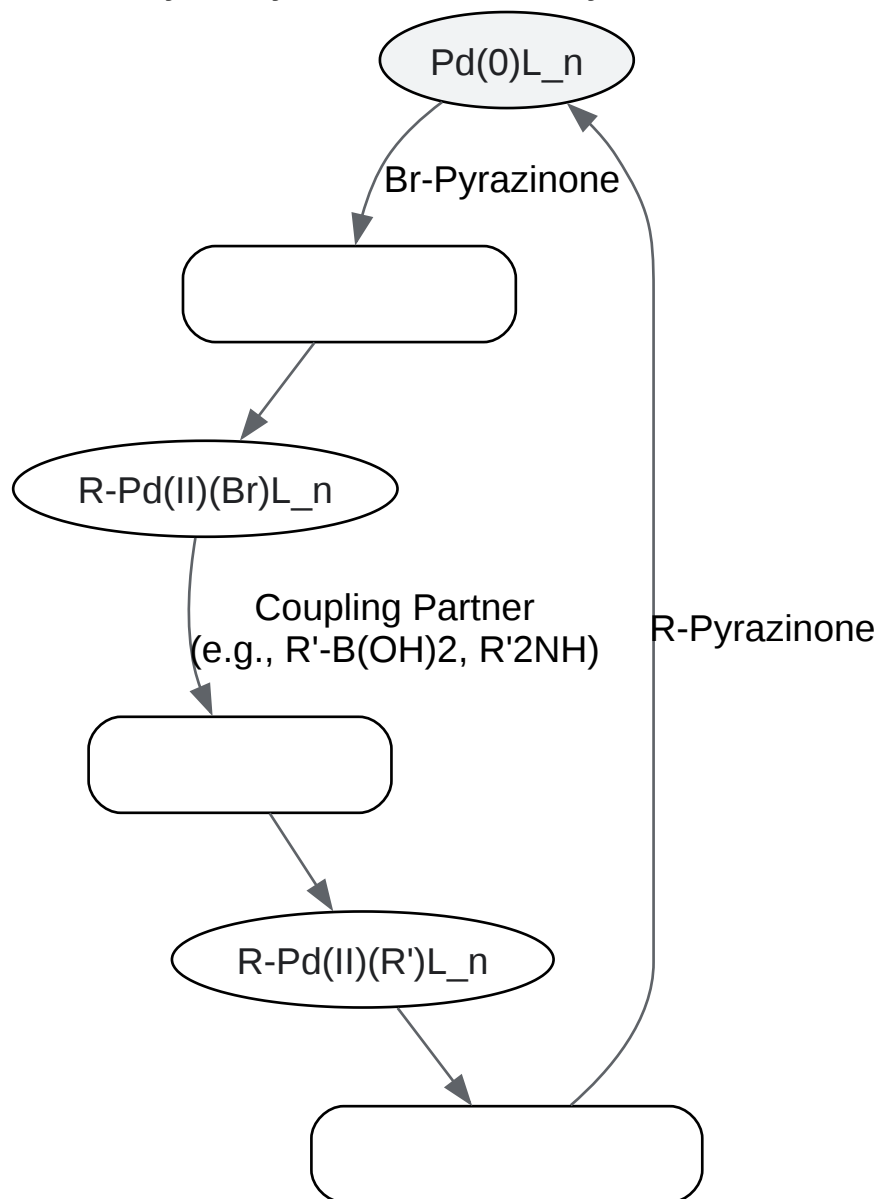 Pd(0)L_n
Br-Pyrazinone
R-Pd(II)(Br)L_n
Coupling Partner
(e.g., R'-B(OH)2, R'2NH)
R-Pyrazinone
R-Pd(II)(R')L_n